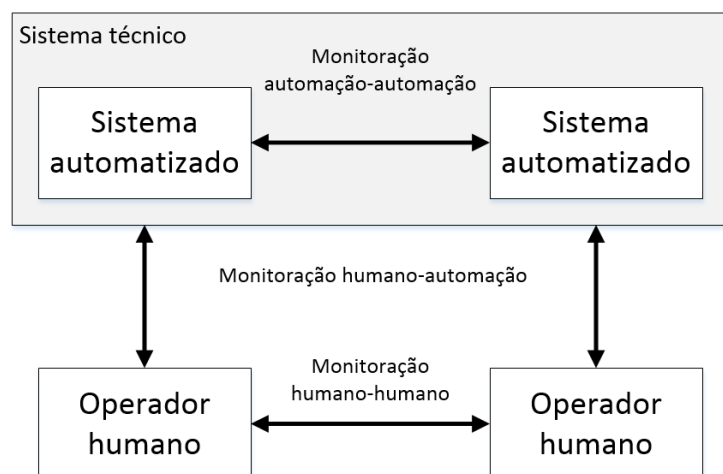 Sistema técnico
Monitoração
automação-automação
Sistema
automatizado
Sistema
automatizado
Monitoração humano-automação
Monitoração
humano-humano
Operador
humano
Operador
humano